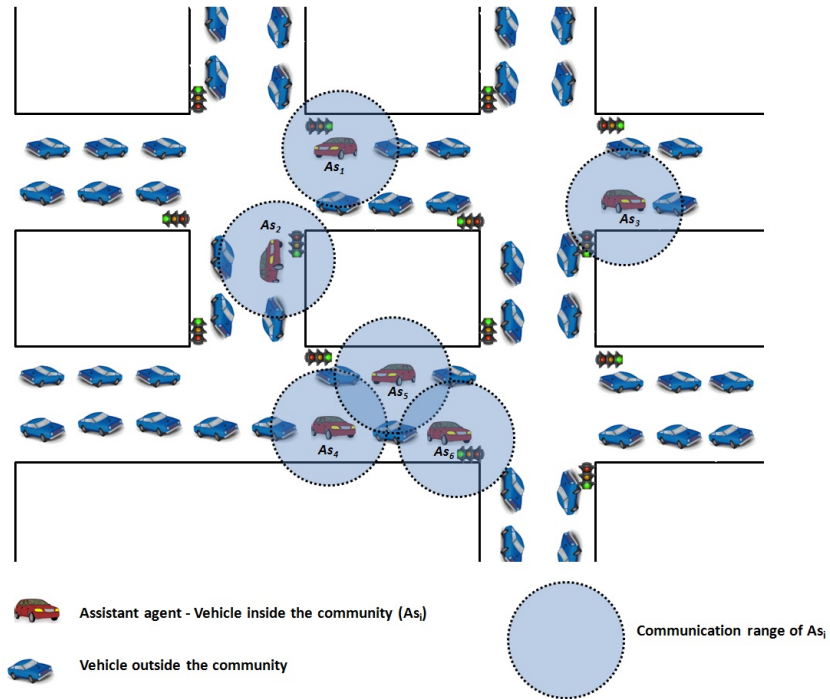 As1
As2
As3
As5
As4
As6
Assistant agent - Vehicle inside the community (Asi)
Communication range of Asi
Vehicle outside the community